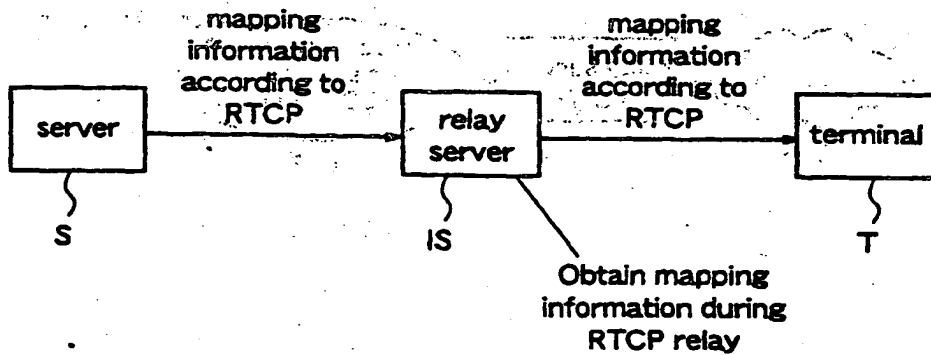 mapping
information
according to
RTCP
mapping
information
according to
RTCP
server
relay
server
terminal
S
IS
T
Obtain mapping
information during
RTCP relay